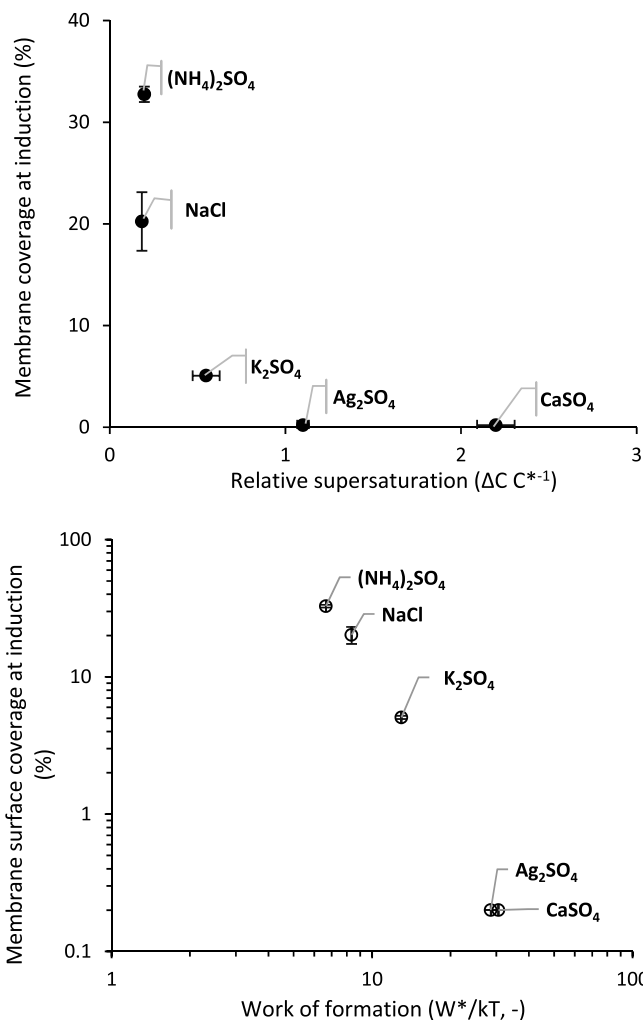 40
30
20
10
0
Membrane coverage at induction (%)
(NH₄)₂SO₄
NaCl
K₂SO₄
Ag₂SO₄
CaSO₄
0 1 2 3
Relative supersaturation (ΔC C*⁻¹)
100
10
1
0.1
Membrane surface coverage at induction
(%)
(NH₄)₂SO₄
NaCl
K₂SO₄
Ag₂SO₄
CaSO₄
1 10 100
Work of formation (W*/kT, -)